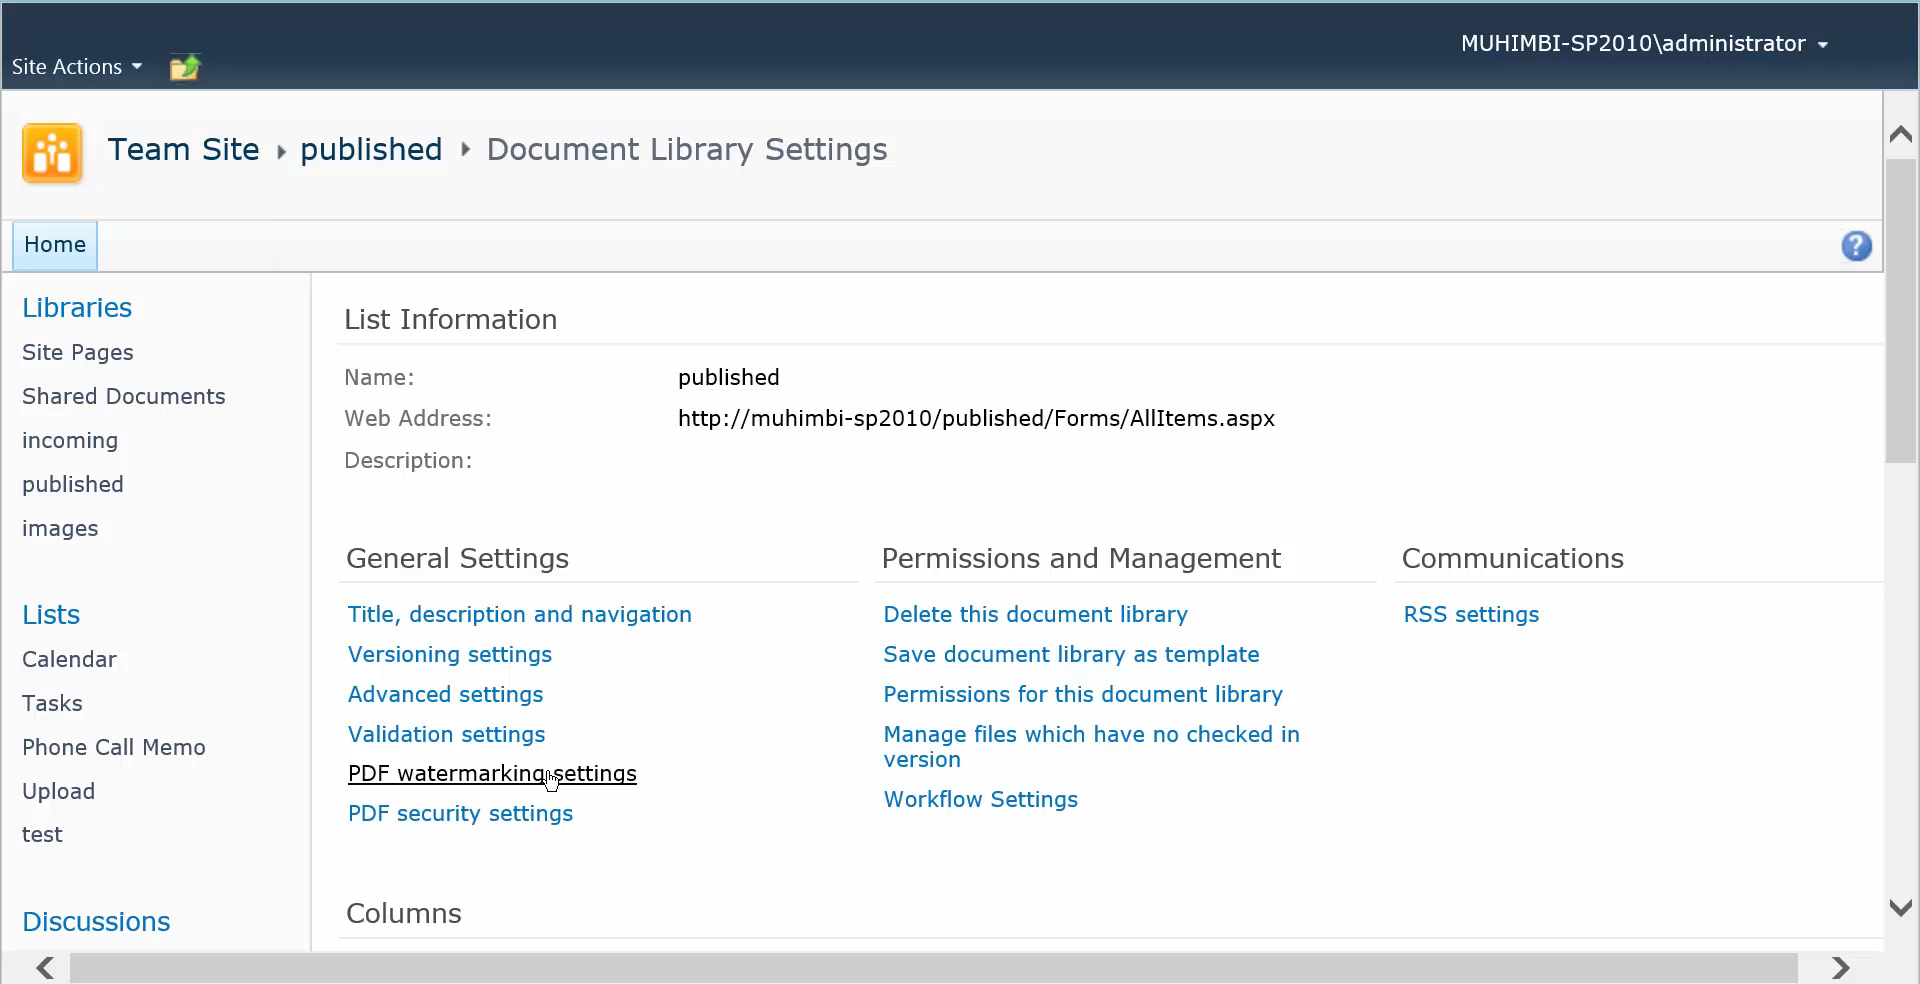 MUHIMBI-SP2010\administrator
Site Actions
Team Site published Document Library Settings
Home
Libraries
Site Pages
Shared Documents
incoming
published
images
Lists
Calendar
Tasks
Phone Call Memo
Upload
test
Discussions
List Information
Name: published
Web Address: http://muhimbi-sp2010/published/Forms/AllItems.aspx
Description:
General Settings
Title, description and navigation
Versioning settings
Advanced settings
Validation settings
PDF watermarking settings
PDF security settings
Permissions and Management
Delete this document library
Save document library as template
Permissions for this document library
Manage files which have no checked in
version
Workflow Settings
Communications
RSS settings
Columns